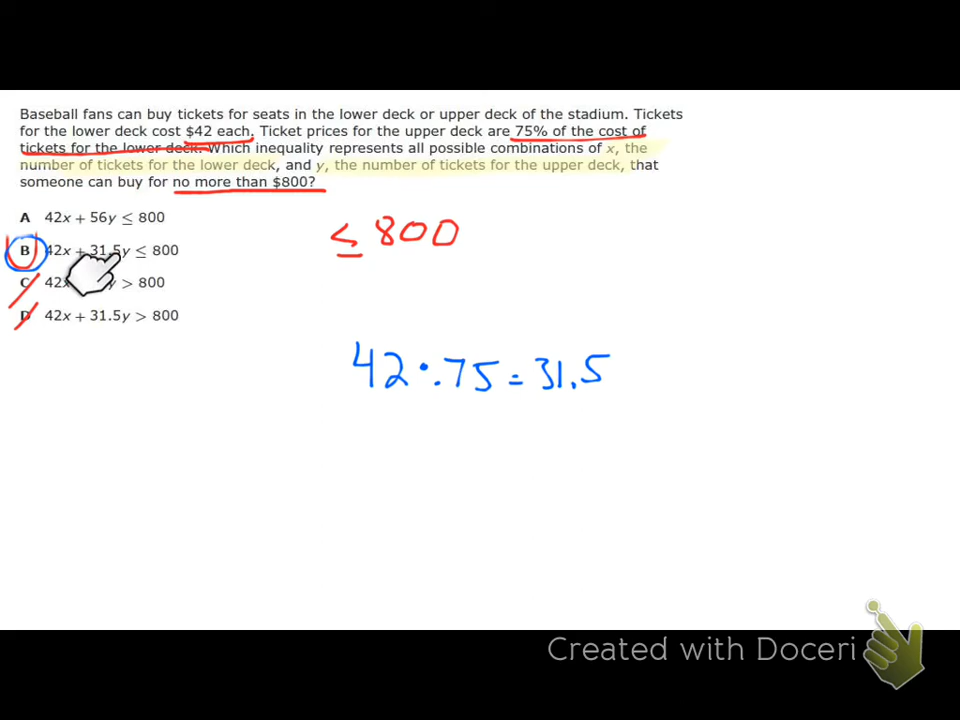 Baseball fans can buy tickets for seats in the lower deck or upper deck of the stadium. Tickets
for the lower deck cost $42 each. Ticket prices for the upper deck are 75% of the cost of
tickets for the lower deck. Which inequality represents all possible combinations of x, the
number of tickets for the lower deck, and y, the number of tickets for the upper deck, that
someone can buy for no more than $800?
A 42x + 56y ≤ 800
B 42x + 31.5y ≤ 800
C 42x y > 800
D 42x + 31.5y > 800
≤ 800
42 · .75 = 31.5
Created with Doceri